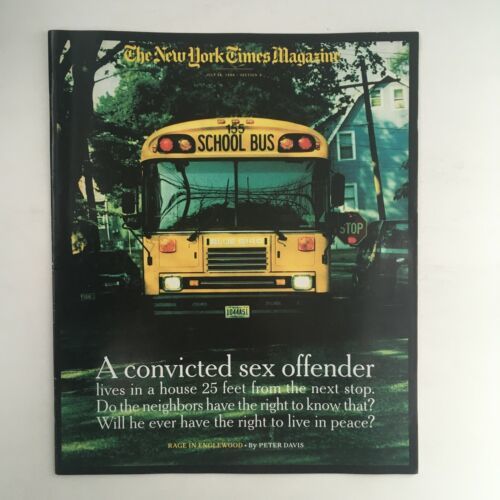 The New York Times Magazine
155
SCHOOL BUS
STOP
A convicted sex offender
lives in a house 25 feet from the next stop.
Do the neighbors have the right to know that?
Will he ever have the right to live in peace?
RAGE IN ENGLEWOOD • By PETER DAVIS